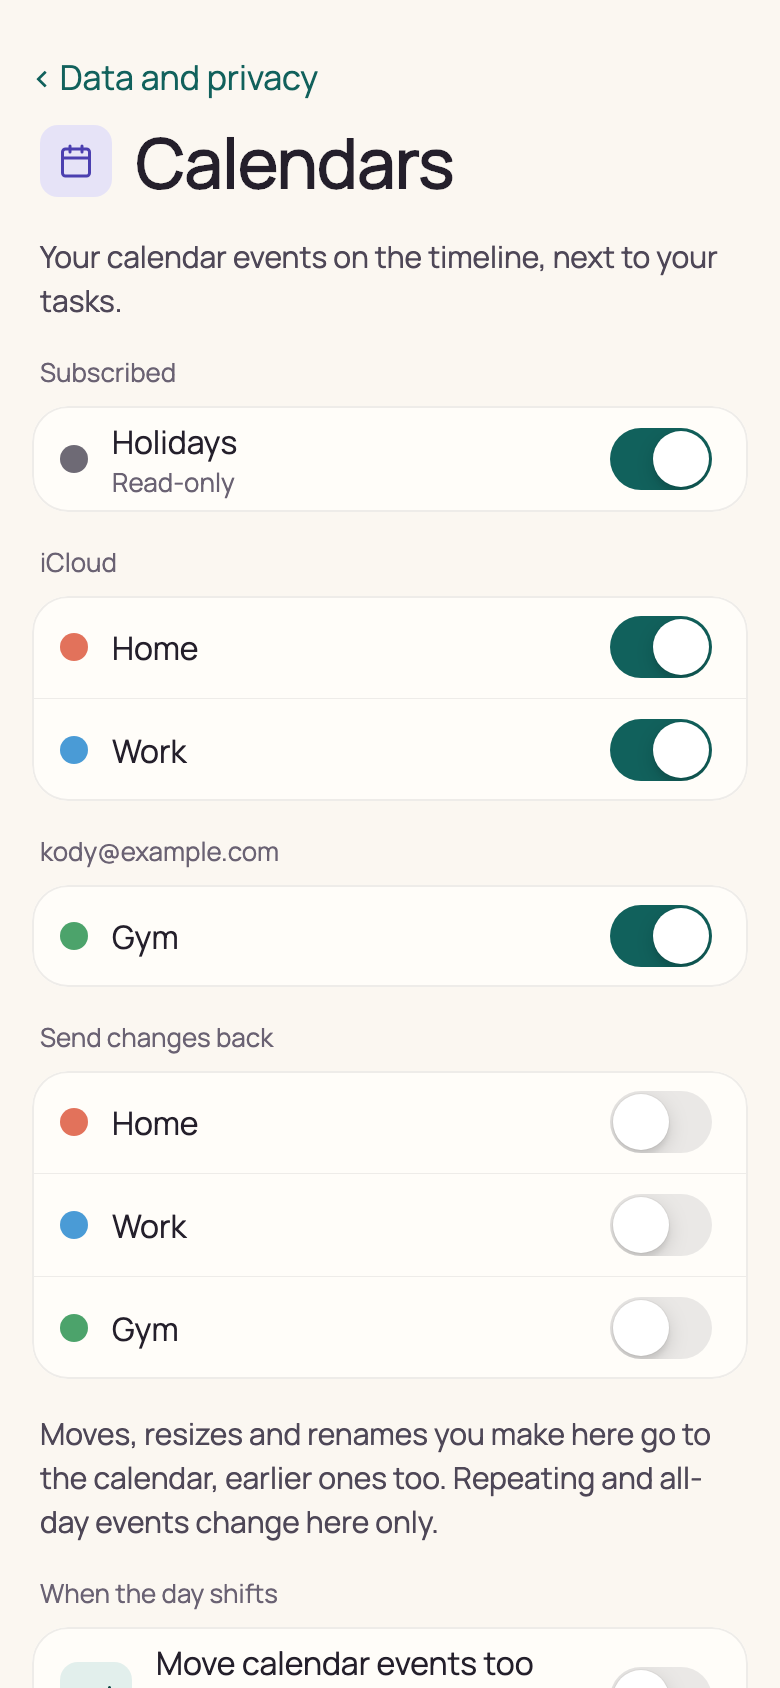 Data and privacy
Calendars
Your calendar events on the timeline, next to your
tasks.
Subscribed
Holidays
Read-only
iCloud
Home
Work
kody@example.com
Gym
Send changes back
Home
Work
Gym
Moves, resizes and renames you make here go to
the calendar, earlier ones too. Repeating and all-
day events change here only.
When the day shifts
Move calendar events too